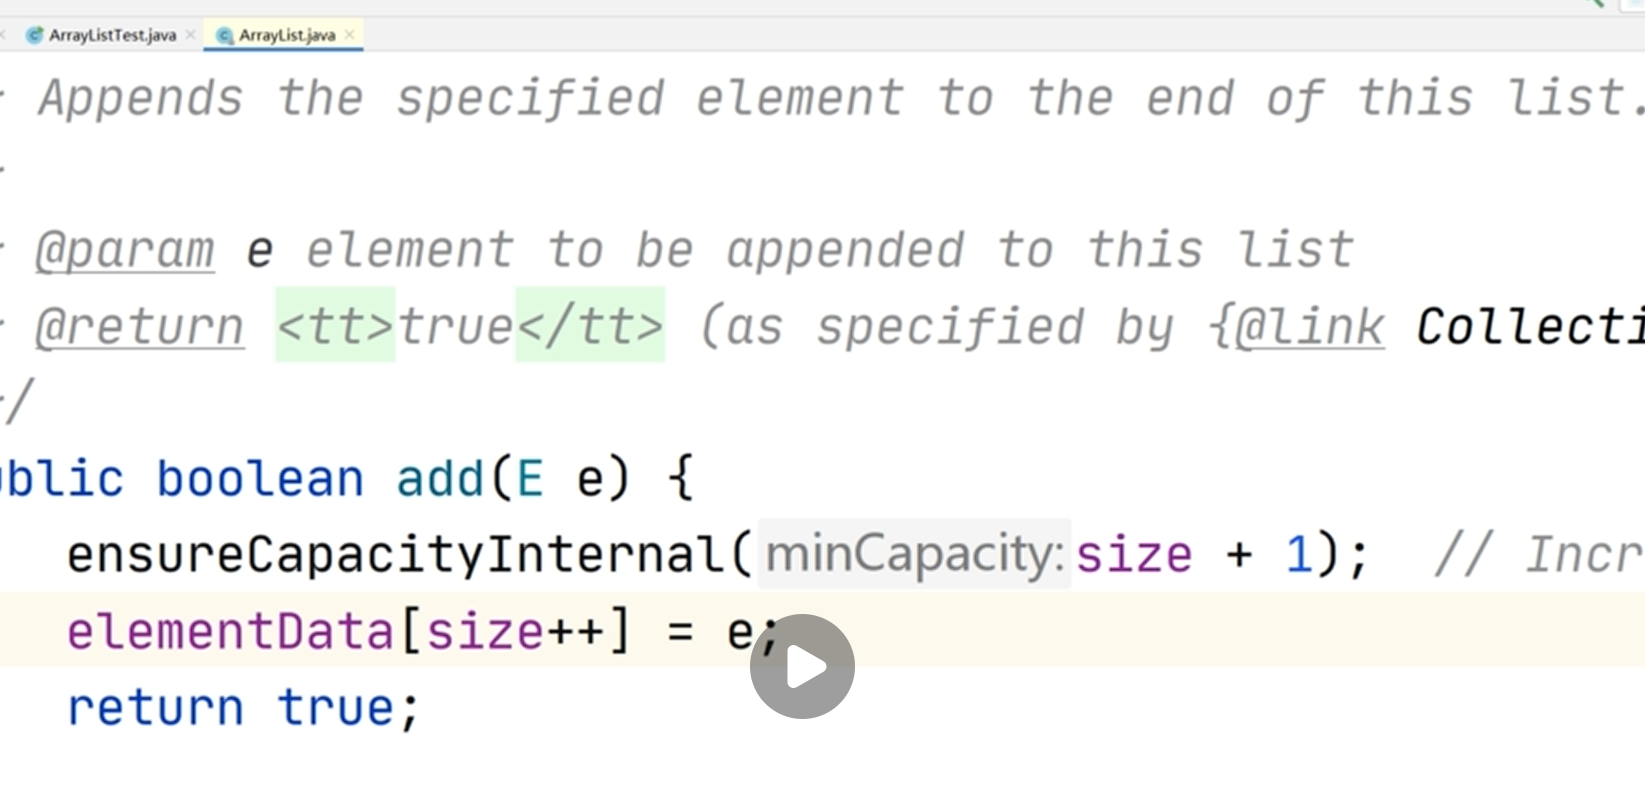 ArrayListTest.java ArrayList.java
Appends the specified element to the end of this list.
@param e element to be appended to this list
@return <tt>true</tt> (as specified by {@link Collecti
*/
ublic boolean add(E e) {
ensureCapacityInternal( minCapacity: size + 1); // Incr
elementData[size++] = e;
return true;